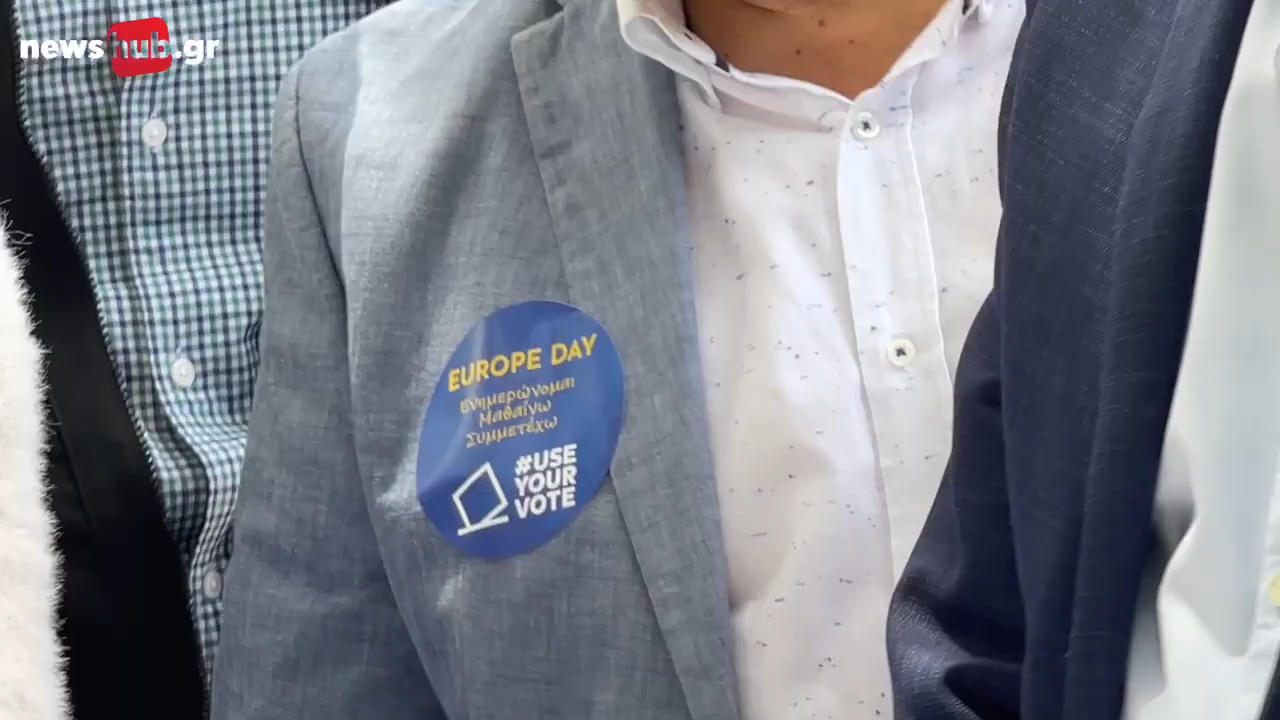 newshub.gr
EUROPE DAY
Ενημερώνομαι
Μαθαίνω
Συμμετέχω
#USE
YOUR
VOTE